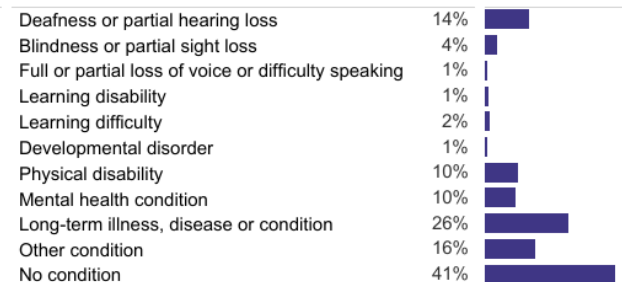 Deafness or partial hearing loss 14%
Blindness or partial sight loss 4%
Full or partial loss of voice or difficulty speaking 1%
Learning disability 1%
Learning difficulty 2%
Developmental disorder 1%
Physical disability 10%
Mental health condition 10%
Long-term illness, disease or condition 26%
Other condition 16%
No condition 41%